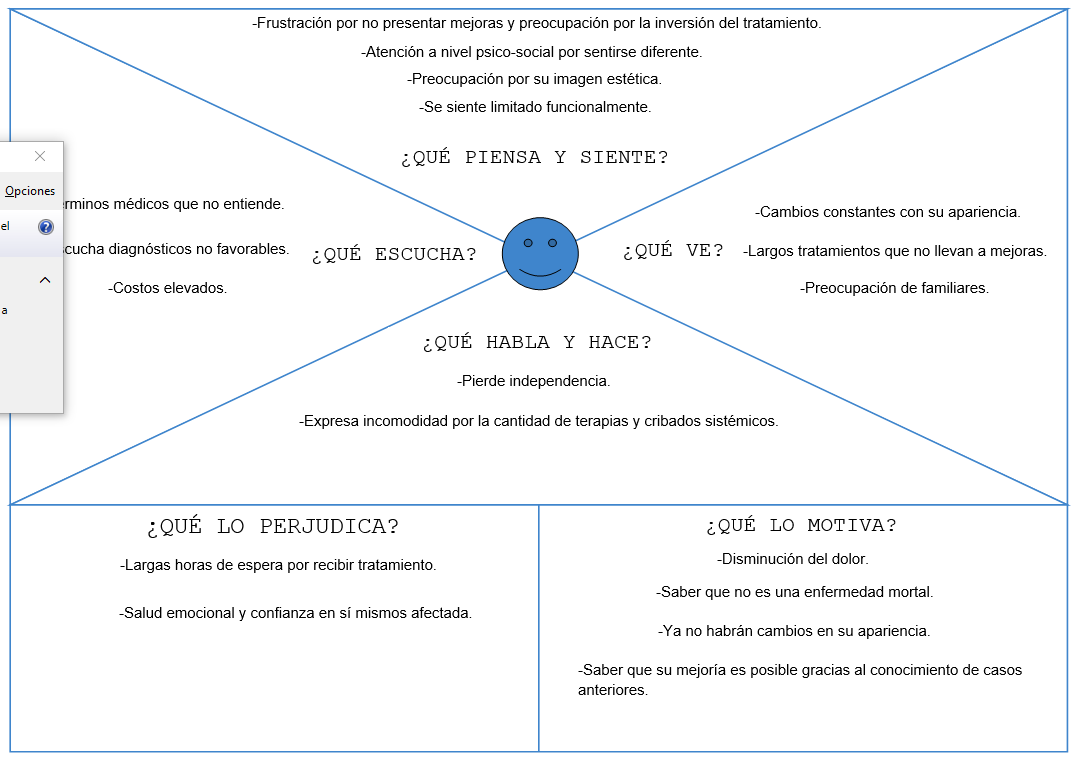 -Frustración por no presentar mejoras y preocupación por la inversión del tratamiento.
-Atención a nivel psico-social por sentirse diferente.
-Preocupación por su imagen estética.
-Se siente limitado funcionalmente.
¿QUÉ PIENSA Y SIENTE?
Opciones
el
a
médicos que no entiende.
diagnósticos no favorables.
-Costos elevados.
¿QUÉ ESCUCHA?
¿QUÉ VE?
-Cambios constantes con su apariencia.
-Largos tratamientos que no llevan a mejoras.
-Preocupación de familiares.
¿QUÉ HABLA Y HACE?
-Pierde independencia.
-Expresa incomodidad por la cantidad de terapias y cribados sistémicos.
¿QUÉ LO PERJUDICA?
-Largas horas de espera por recibir tratamiento.
-Salud emocional y confianza en sí mismos afectada.
¿QUÉ LO MOTIVA?
-Disminución del dolor.
-Saber que no es una enfermedad mortal.
-Ya no habrán cambios en su apariencia.
-Saber que su mejoría es posible gracias al conocimiento de casos
anteriores.